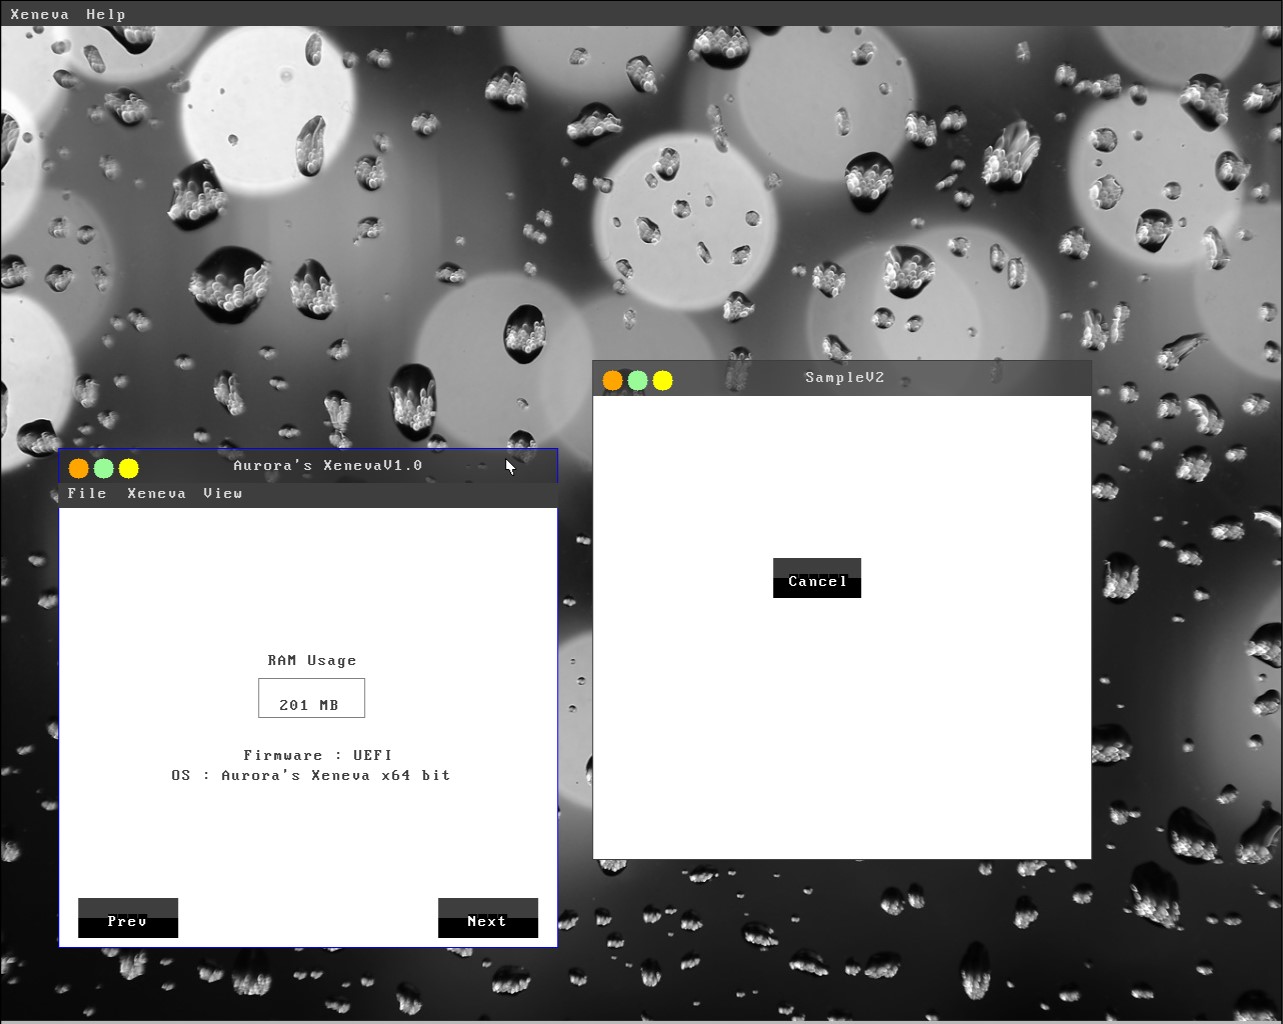 Xeneva Help
SampleV2
Cancel
Aurora's XenevaV1.0
File Xeneva View
RAM Usage
201 MB
Firmware : UEFI
OS : Aurora's Xeneva x64 bit
Prev Next